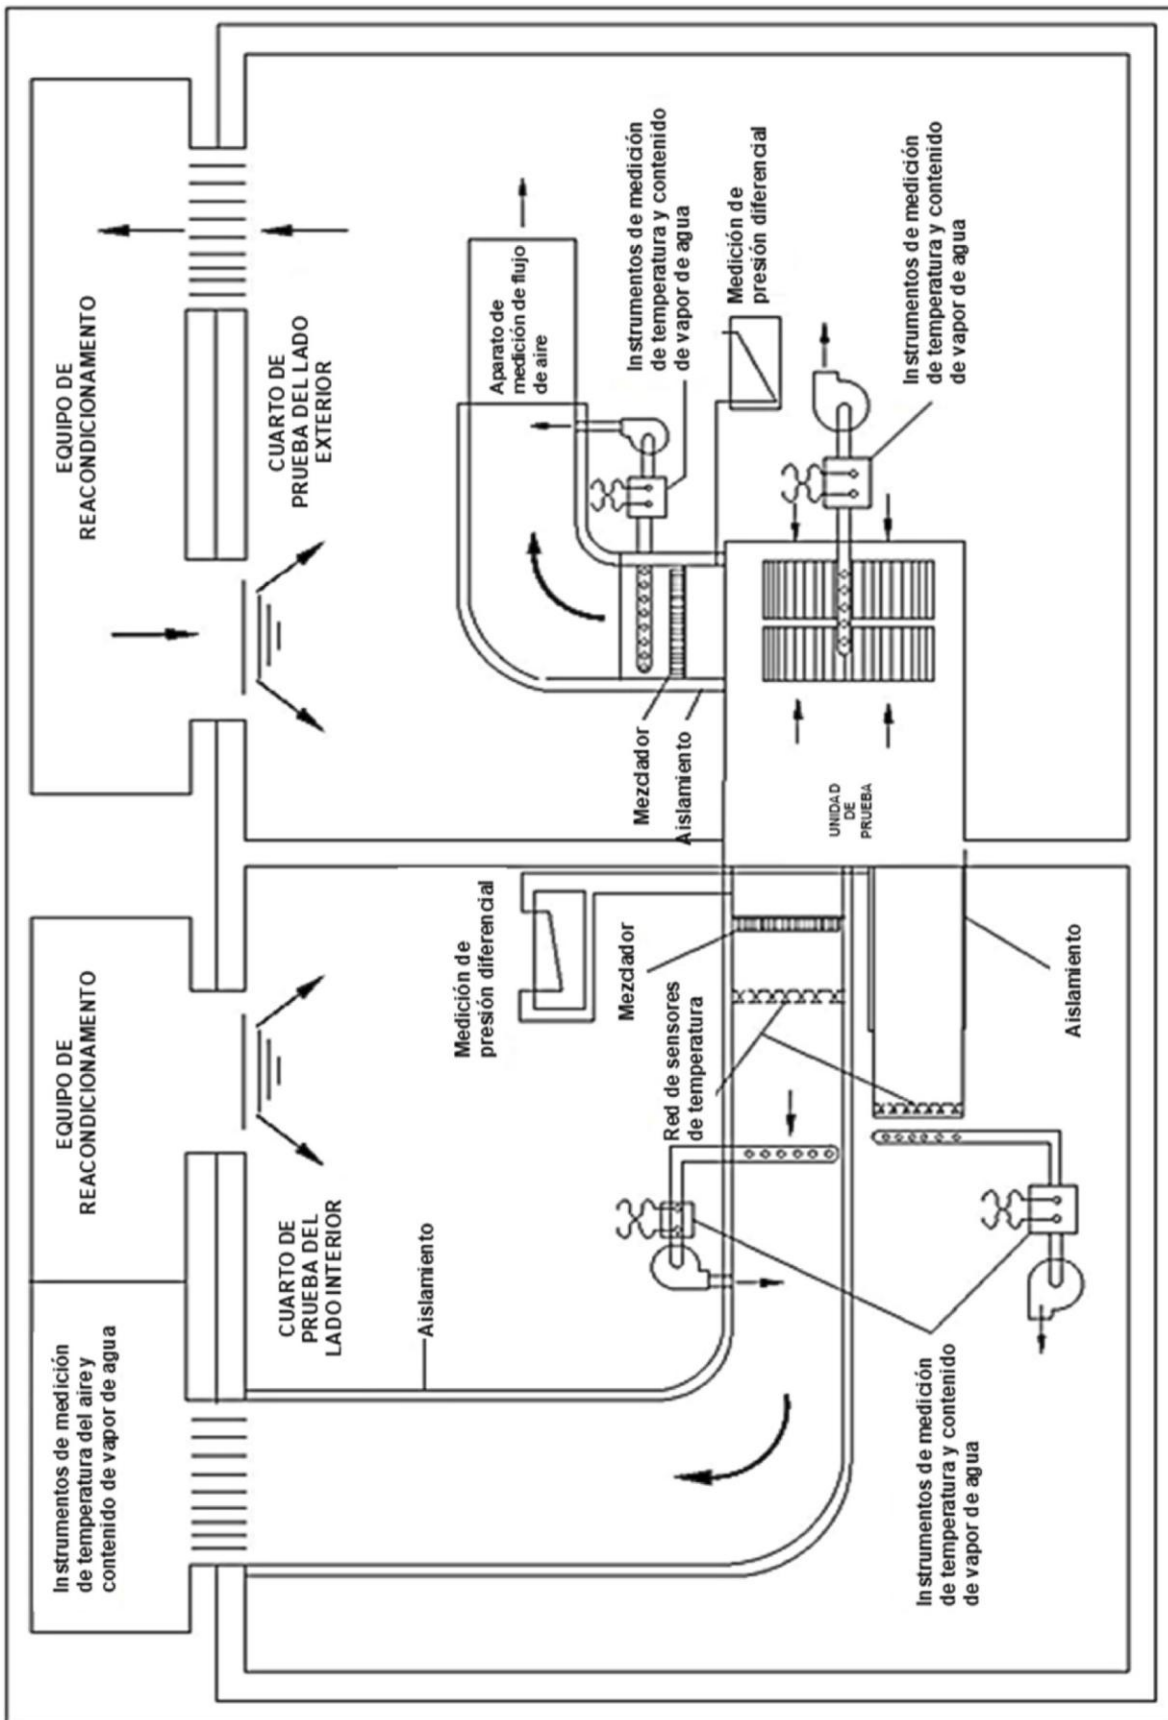 Instrumentos de medición
de temperatura del aire y
contenido de vapor de agua
EQUIPO DE
REACONDICIONAMENTO
EQUIPO DE
REACONDICIONAMENTO
CUARTO DE
PRUEBA DEL
LADO INTERIOR
CUARTO DE
PRUEBA DEL LADO
EXTERIOR
Aislamiento
Medición de
presión diferencial
Aparato de
medición de flujo
de aire
Instrumentos de medición
de temperatura y contenido
de vapor de agua
Mezclador
Aislamiento
Medición de
presión diferencial
Red de sensores
de temperatura
Mezclador
UNIDAD
DE
PRUEBA
Instrumentos de medición
de temperatura y contenido
de vapor de agua
Instrumentos de medición
de temperatura y contenido
de vapor de agua
Aislamiento